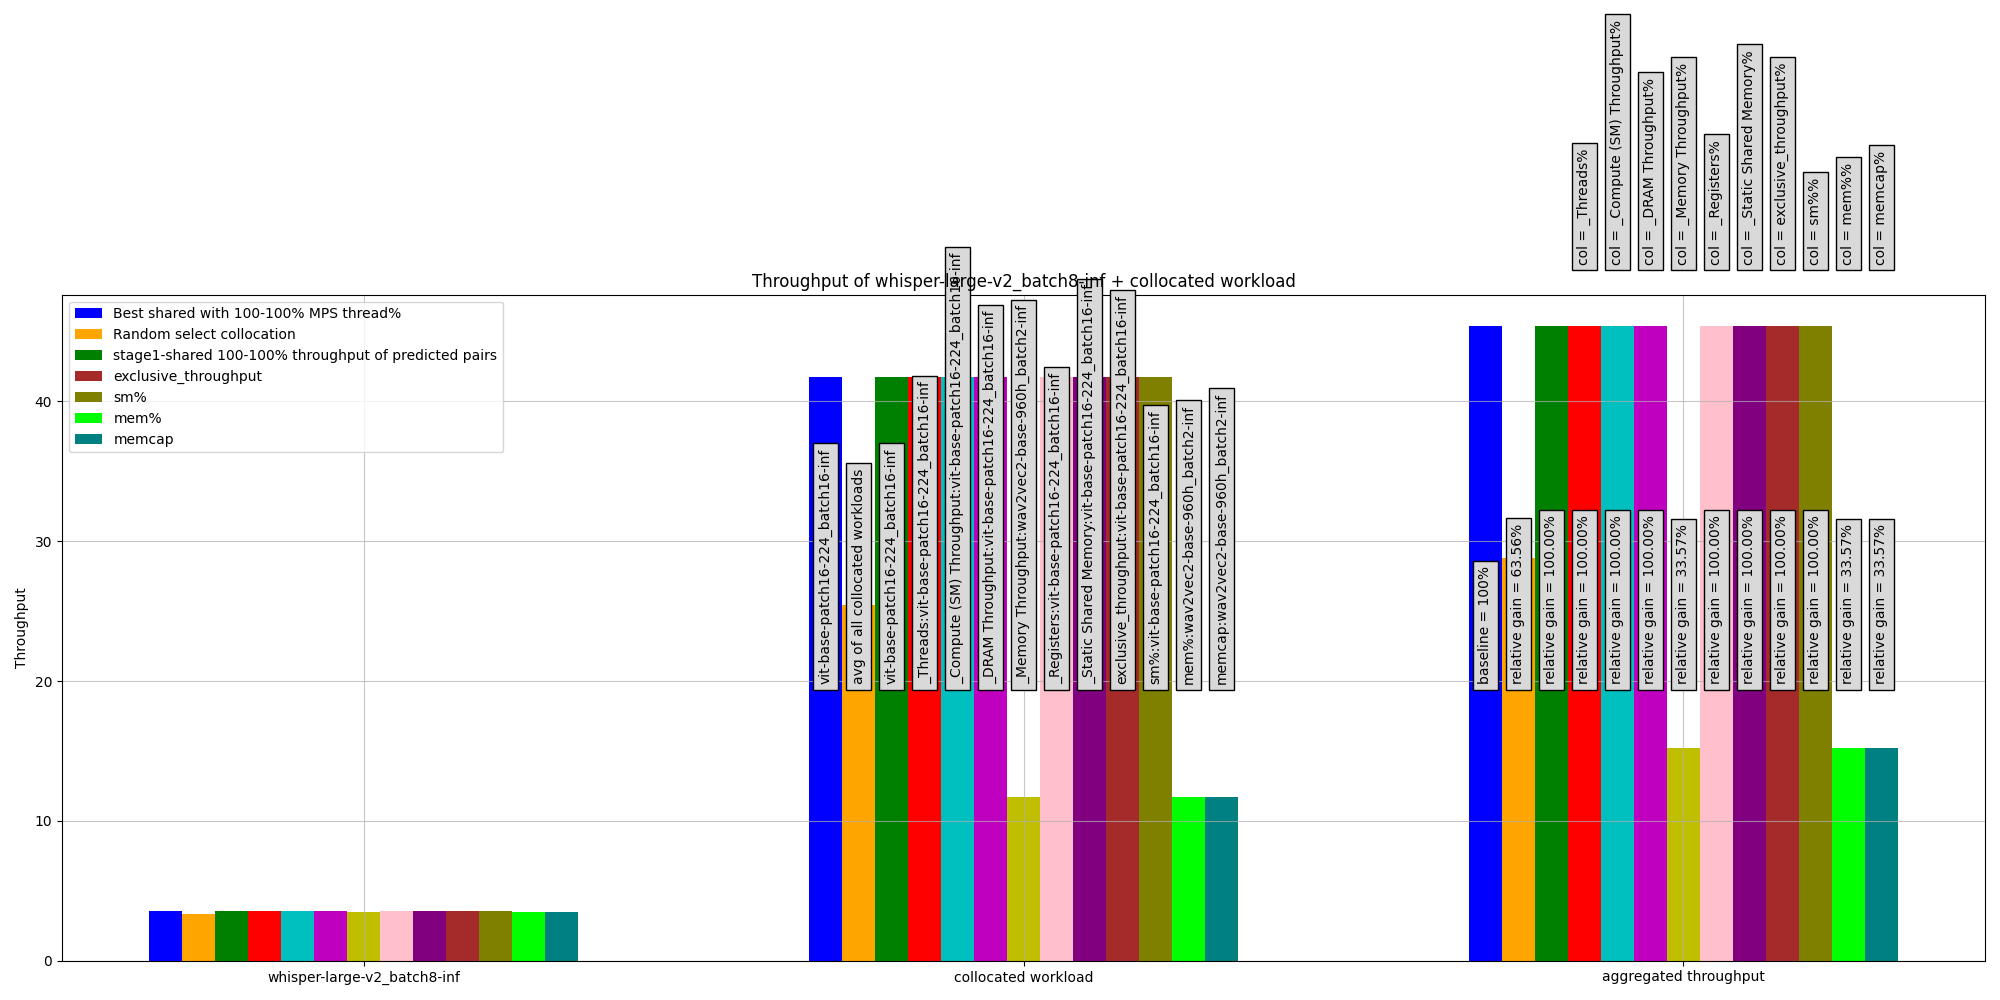 col = _Threads%
col = _Compute (SM) Throughput%
col = _DRAM Throughput%
col = _Memory Throughput%
col = _Registers%
col = _Static Shared Memory%
col = exclusive_throughput%
col = sm%%
col = mem%%
col = memcap%
Throughput of whisper-large-v2_batch8-inf + collocated workload
Best shared with 100-100% MPS thread%
Random select collocation
stage1-shared 100-100% throughput of predicted pairs
exclusive_throughput
sm%
mem%
memcap
Throughput
40
30
20
10
0
vit-base-patch16-224_batch16-inf
avg of all collocated workloads
vit-base-patch16-224_batch16-inf
_Threads:vit-base-patch16-224_batch16-inf
_Compute (SM) Throughput:vit-base-patch16-224_batch16-inf
_DRAM Throughput:vit-base-patch16-224_batch16-inf
_Memory Throughput:wav2vec2-base-960h_batch2-inf
_Registers:vit-base-patch16-224_batch16-inf
_Static Shared Memory:vit-base-patch16-224_batch16-inf
exclusive_throughput:vit-base-patch16-224_batch16-inf
sm%:vit-base-patch16-224_batch16-inf
mem%:wav2vec2-base-960h_batch2-inf
memcap:wav2vec2-base-960h_batch2-inf
baseline = 100%
relative gain = 63.56%
relative gain = 100.00%
relative gain = 100.00%
relative gain = 100.00%
relative gain = 100.00%
relative gain = 33.57%
relative gain = 100.00%
relative gain = 100.00%
relative gain = 100.00%
relative gain = 100.00%
relative gain = 33.57%
relative gain = 33.57%
whisper-large-v2_batch8-inf
collocated workload
aggregated throughput